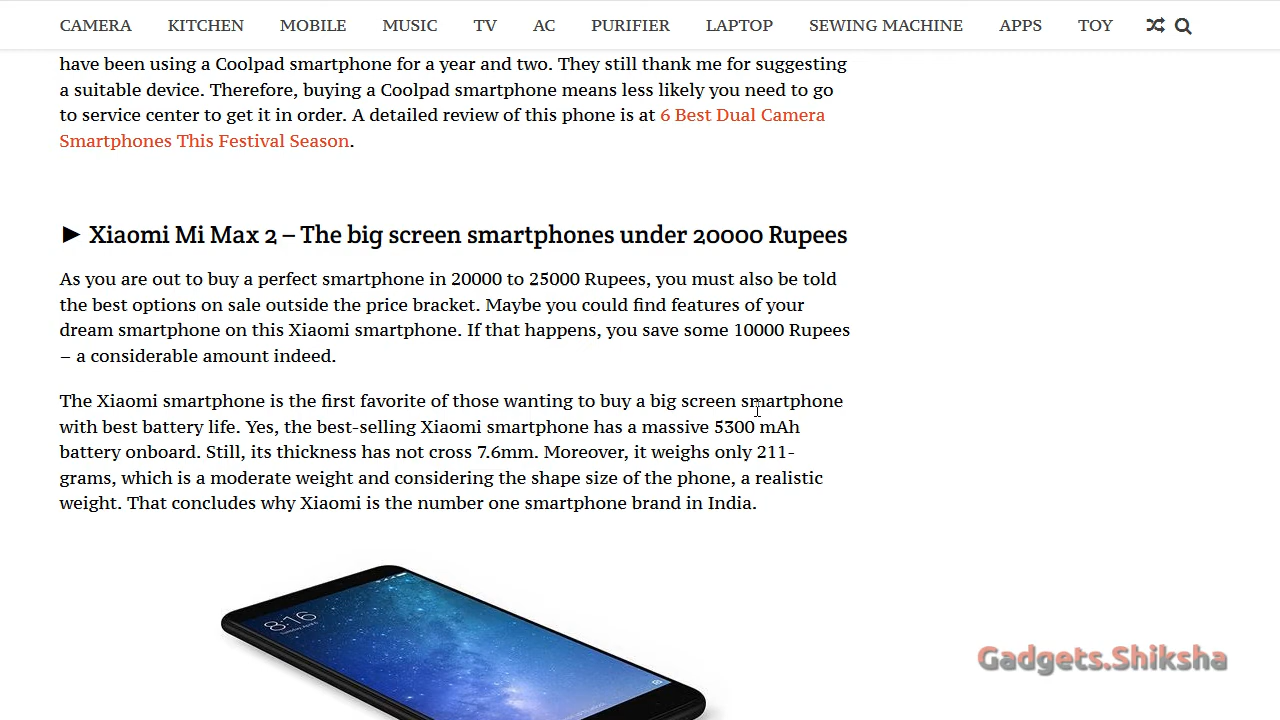 CAMERA KITCHEN MOBILE MUSIC TV AC PURIFIER LAPTOP SEWING MACHINE APPS TOY
have been using a Coolpad smartphone for a year and two. They still thank me for suggesting
a suitable device. Therefore, buying a Coolpad smartphone means less likely you need to go
to service center to get it in order. A detailed review of this phone is at 6 Best Dual Camera
Smartphones This Festival Season.
► Xiaomi Mi Max 2 – The big screen smartphones under 20000 Rupees
As you are out to buy a perfect smartphone in 20000 to 25000 Rupees, you must also be told
the best options on sale outside the price bracket. Maybe you could find features of your
dream smartphone on this Xiaomi smartphone. If that happens, you save some 10000 Rupees
– a considerable amount indeed.
The Xiaomi smartphone is the first favorite of those wanting to buy a big screen smartphone
with best battery life. Yes, the best-selling Xiaomi smartphone has a massive 5300 mAh
battery onboard. Still, its thickness has not cross 7.6mm. Moreover, it weighs only 211-
grams, which is a moderate weight and considering the shape size of the phone, a realistic
weight. That concludes why Xiaomi is the number one smartphone brand in India.
8:16
Gadgets.Shiksha